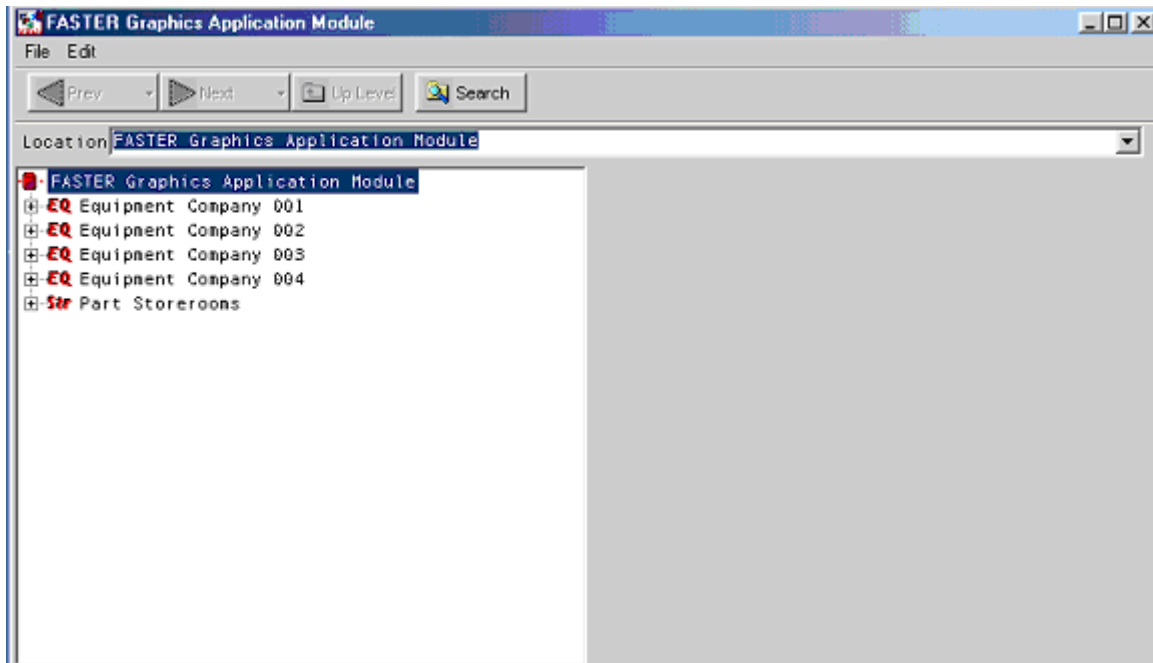 FASTER Graphics Application Module
File Edit
Prev Next Up Level Search
Location FASTER Graphics Application Module
FASTER Graphics Application Module
EQ Equipment Company 001
EQ Equipment Company 002
EQ Equipment Company 003
EQ Equipment Company 004
Str Part Storerooms